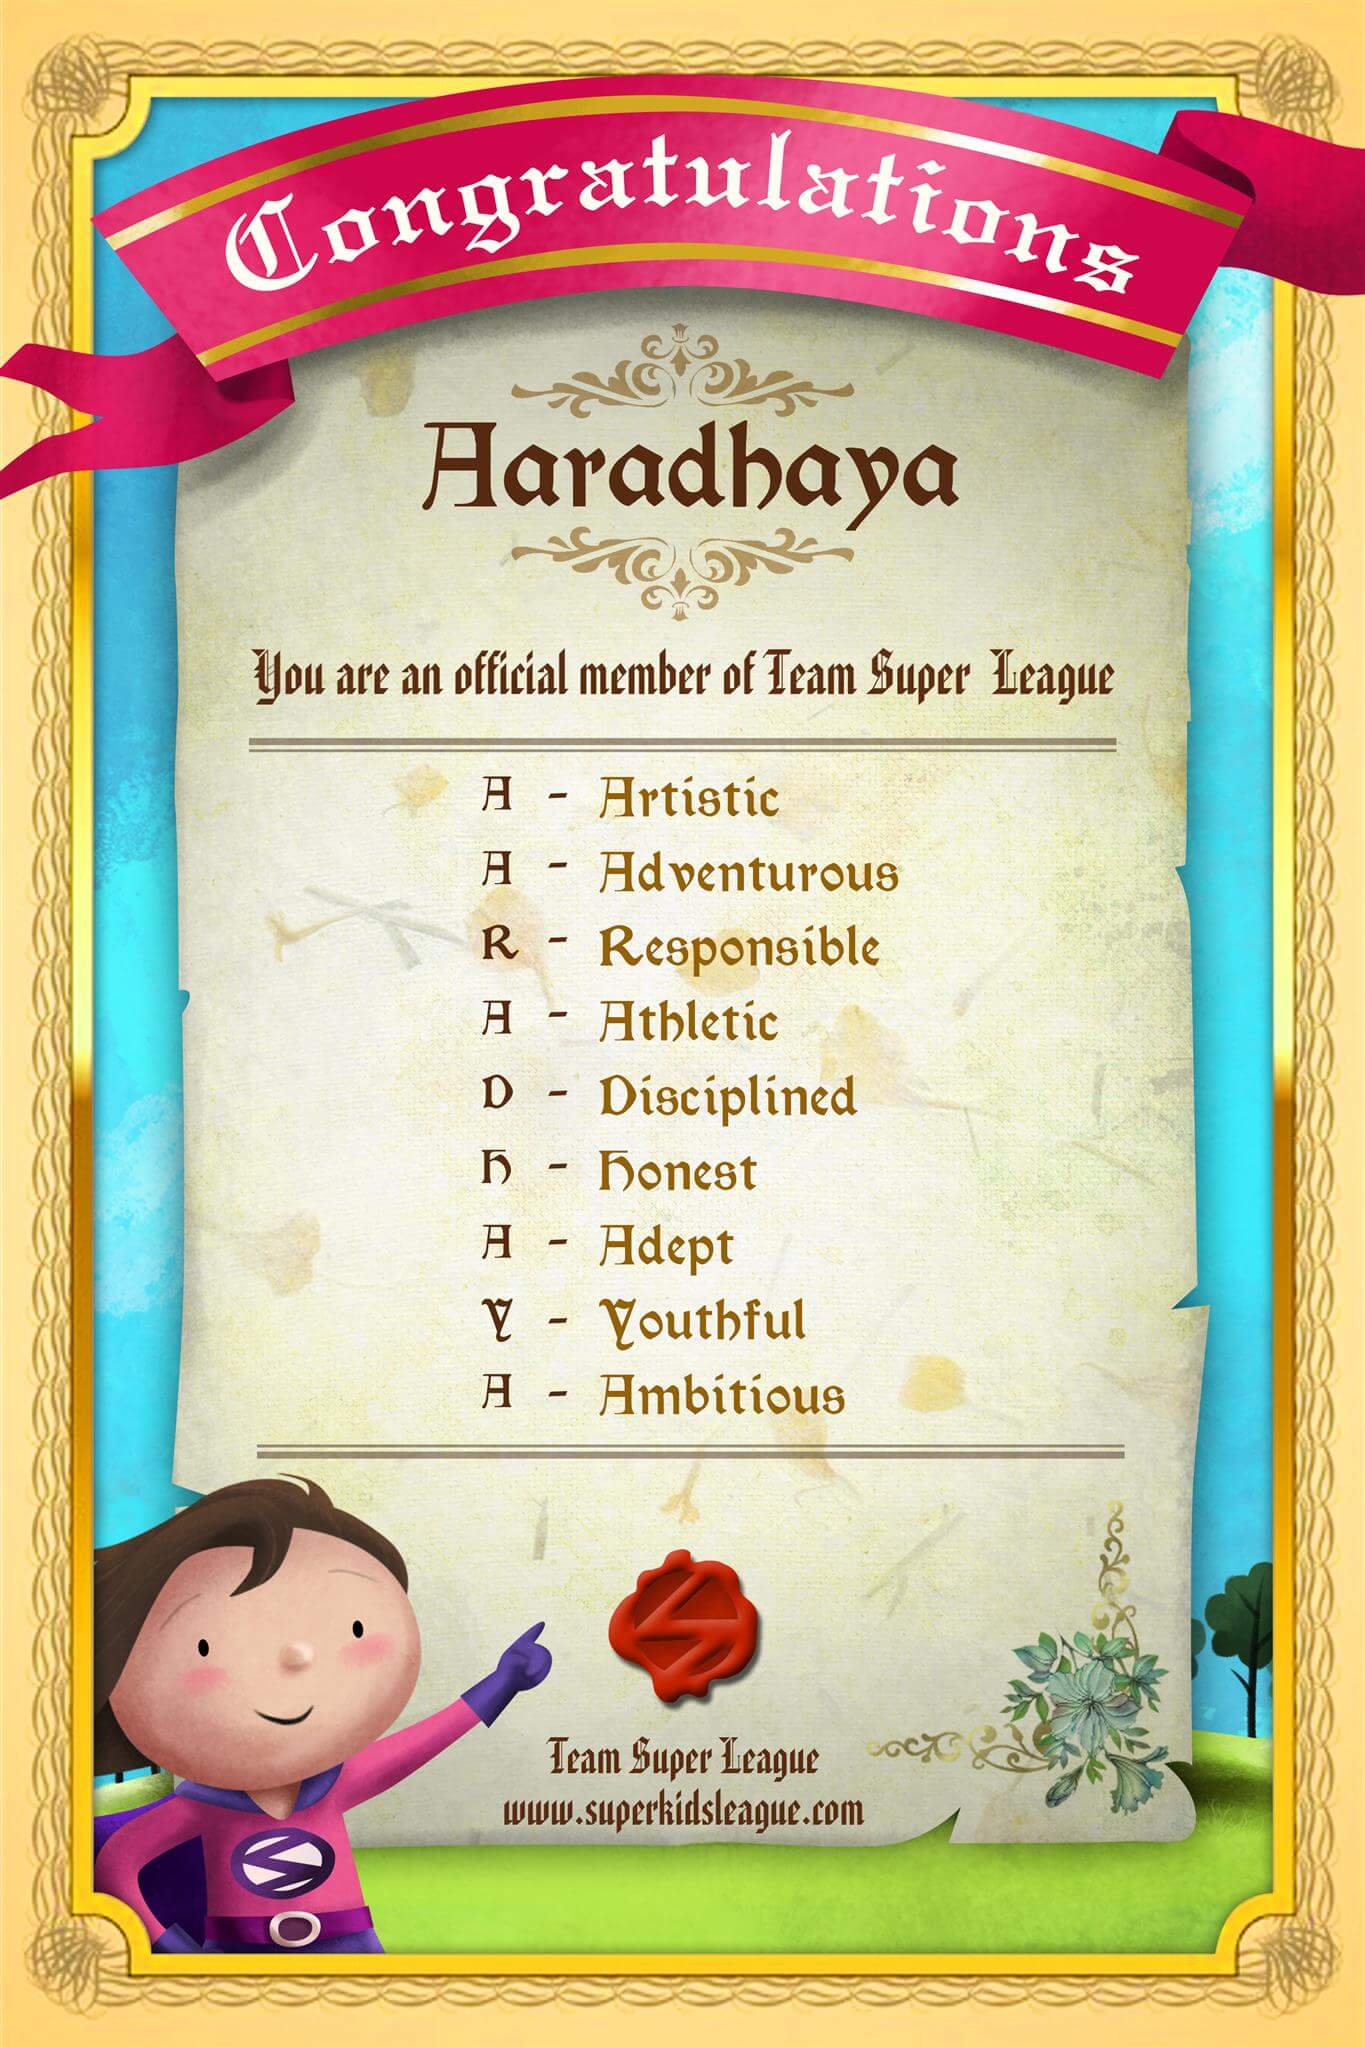 Congratulations
Aaradhaya
You are an official member of Team Super League
A - Artistic
A - Adventurous
R - Responsible
A - Athletic
D - Disciplined
H - Honest
A - Adept
Y - Youthful
A - Ambitious
Team Super League
www.superkidsleague.com